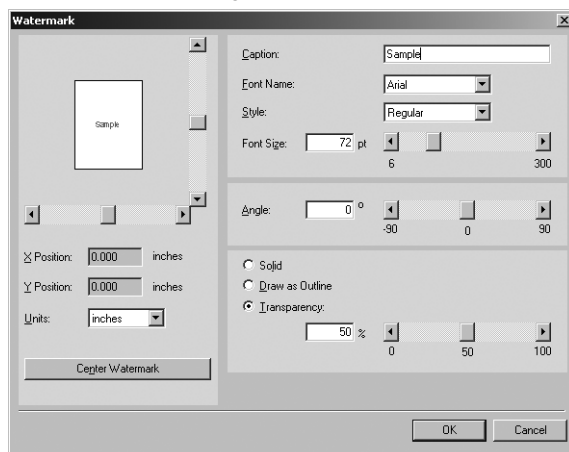 Watermark
Sample
X Position: 0.000 inches
Y Position: 0.000 inches
Units: inches
Center Watermark
Caption: Sample
Font Name: Arial
Style: Regular
Font Size: 72 pt
6 300
Angle: 0 °
-90 0 90
Solid
Draw as Outline
Transparency:
50 %
0 50 100
OK Cancel